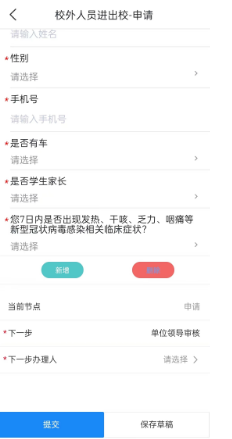 校外人员进出校-申请
请输入姓名
*性别
请选择
*手机号
请输入手机号
*是否有车
请选择
*是否学生家长
请选择
*您7日内是否出现发热、干咳、乏力、咽痛等
新型冠状病毒感染相关临床症状?
请选择
新增
当前节点 申请
*下一步 单位领导审核
*下一步办理人 请选择
提交 保存草稿